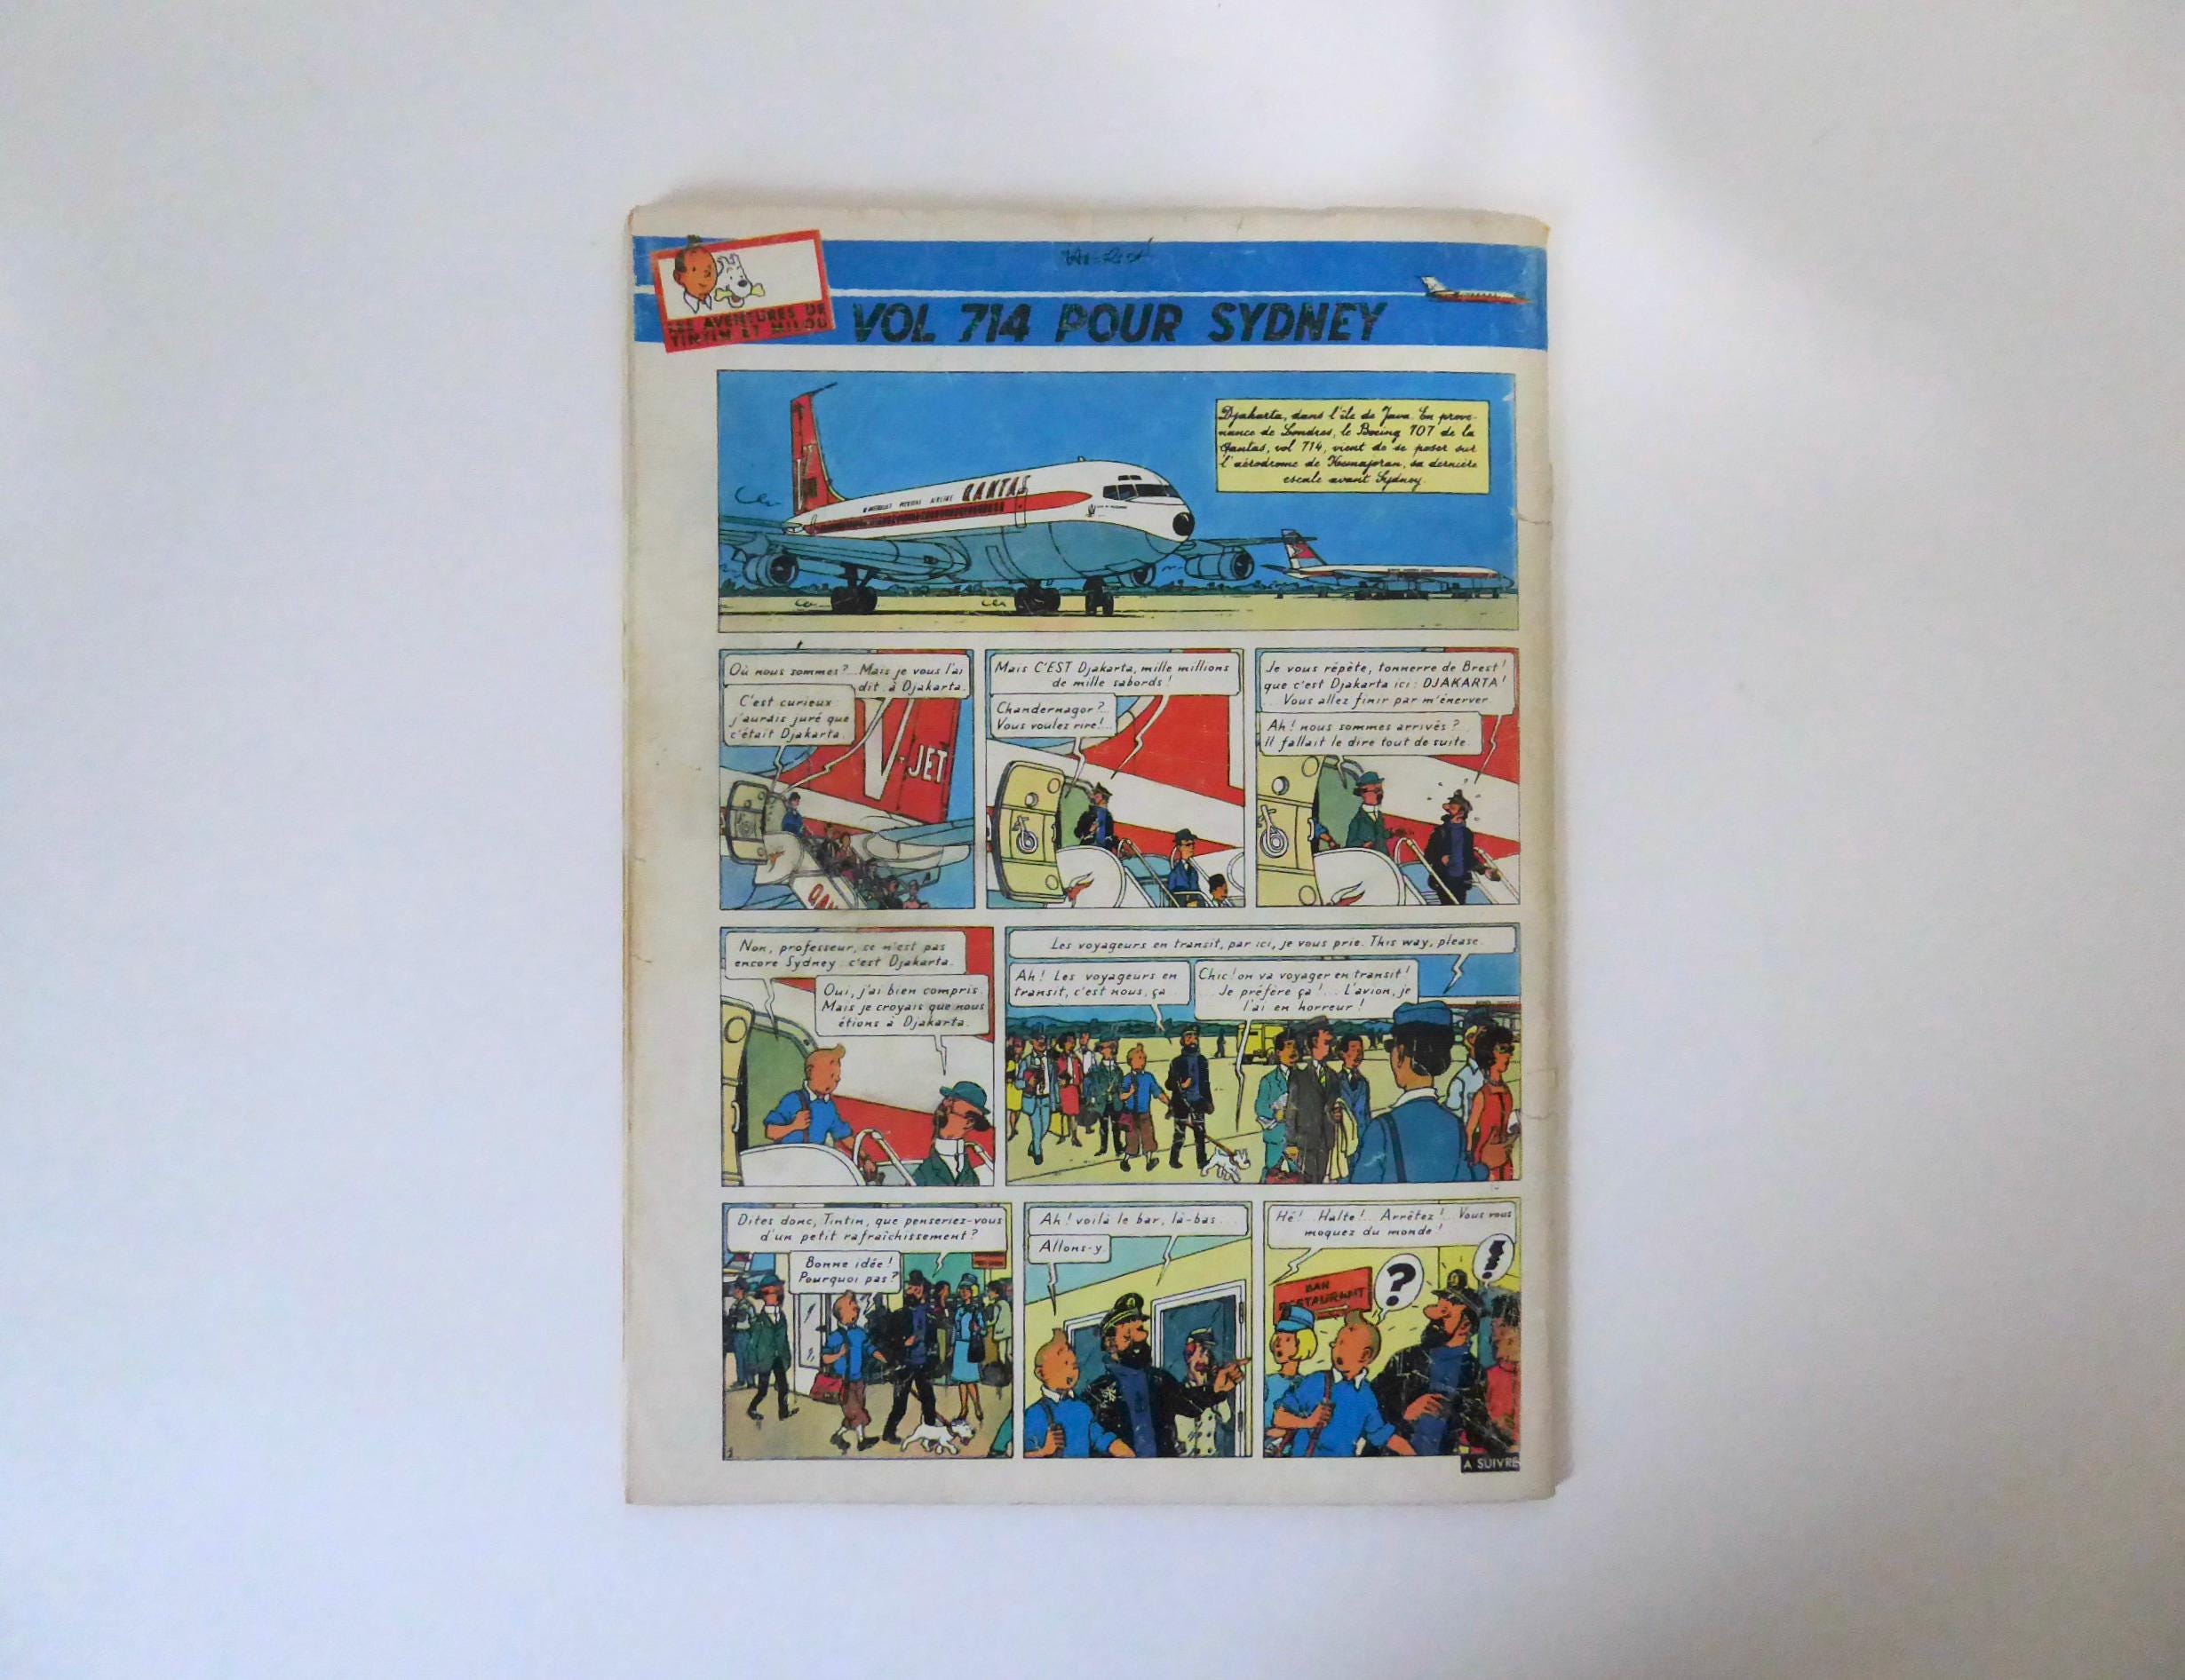 LES AVENTURES DE
TINTIN ET MILOU
VOL 714 POUR SYDNEY
Djakarta, dans l'île de Java. En prove-
nance de Londres, le Boeing 707 de la
Qantas, vol 714, vient de se poser sur
l'aérodrome de Kemajoran, sa dernière
escale avant Sydney.
QANTAS
Où nous sommes?... Mais je vous l'ai
dit : à Djakarta.
C'est curieux
j'aurais juré que
c'était Djakarta.
V-JET
QAN
Mais C'EST Djakarta, mille millions
de mille sabords!
Chandernagor?...
Vous voulez rire!...
Je vous répète, tonnerre de Brest!
que c'est Djakarta ici : DJAKARTA!
Vous allez finir par m'énerver.
Ah! nous sommes arrivés?...
Il fallait le dire tout de suite.
Non, professeur, ce n'est pas
encore Sydney : c'est Djakarta.
Oui, j'ai bien compris.
Mais je croyais que nous
étions à Djakarta.
Les voyageurs en transit, par ici, je vous prie. This way, please.
Ah! Les voyageurs en
transit, c'est nous, ça...
Chic! on va voyager en transit!
Je préfère ça!... L'avion, je
l'ai en horreur!
Dites donc, Tintin, que penseriez-vous
d'un petit rafraîchissement?
Bonne idée!
Pourquoi pas?
1
Ah! voilà le bar, là-bas...
Allons-y.
Hé!... Halte!... Arrêtez!... Vous vous
moquez du monde!
BAR
RESTAURANT
?
!
A SUIVRE